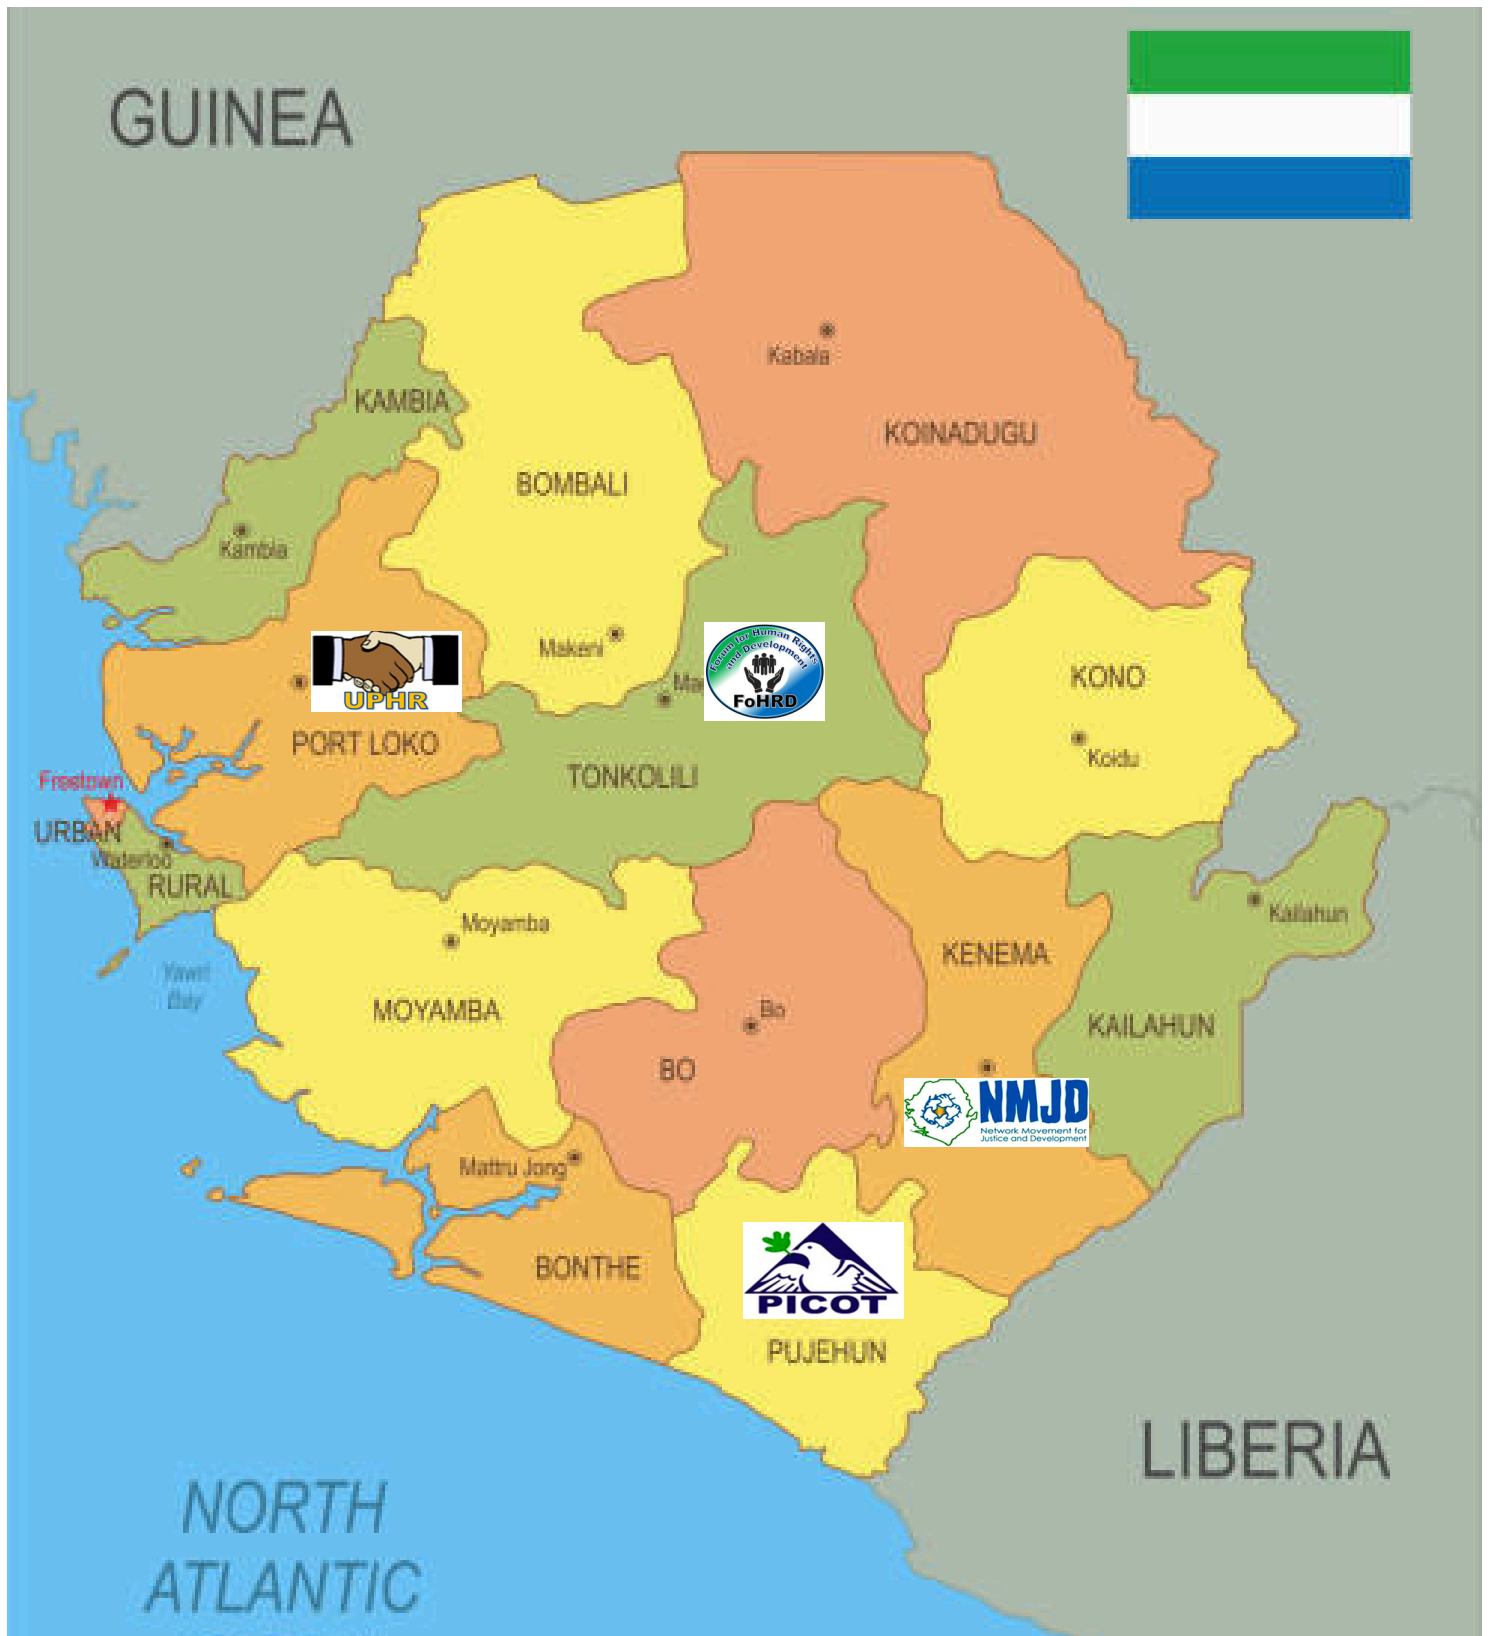 GUINEA
Kabala
KAMBIA
KOINADUGU
BOMBALI
Kambia
Makeni
Forum for Human Rights
and Development
FoHRD
UPHR
KONO
PORT LOKO
Koidu
TONKOLILI
Freetown
URBAN
Waterloo
RURAL
Kailahun
Moyamba
KENEMA
Yawri
Bay
MOYAMBA
Bo
KAILAHUN
BO
NMJD
Network Movement for
Justice and Development
Mattru Jong
BONTHE
PICOT
PUJEHUN
LIBERIA
NORTH
ATLANTIC